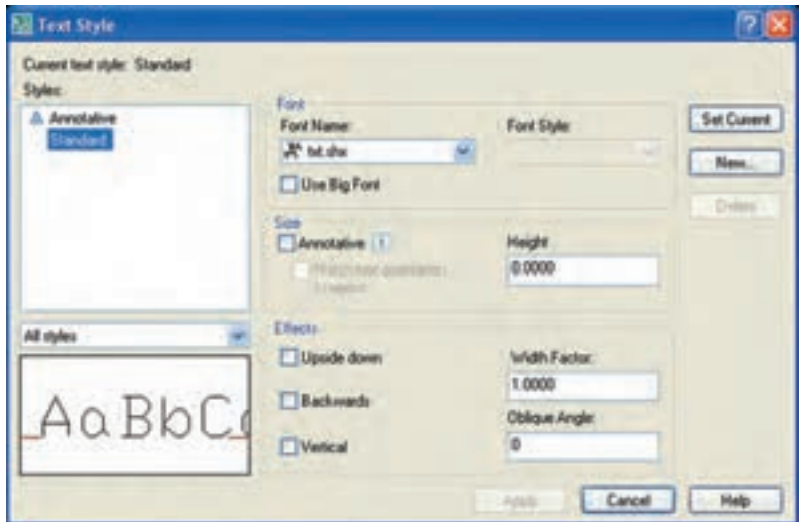 Text Style
Current text style: Standard
Styles:
Annotative
Standard
All styles
AaBbC
Font
Font Name:
txt.shx
Use Big Font
Font Style:
Size
Annotative
Height
0.0000
Effects
Upside down
Backwards
Vertical
Width Factor:
1.0000
Oblique Angle:
0
Set Current
New...
Delete
Apply
Cancel
Help